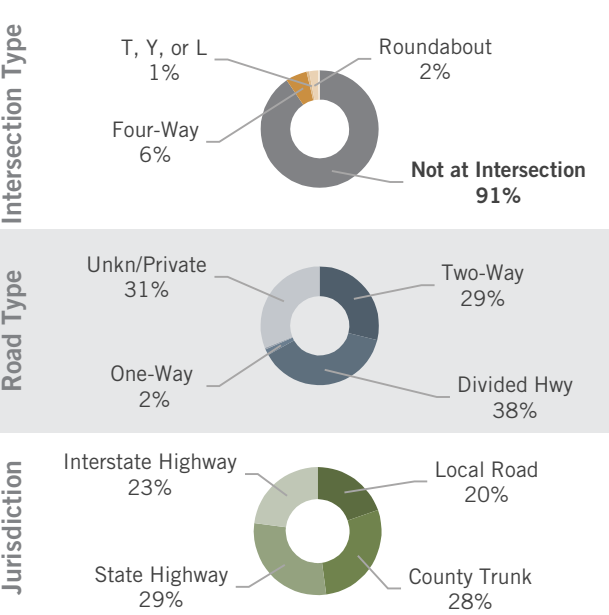 Intersection Type
T, Y, or L
1%
Roundabout
2%
Four-Way
6%
Not at Intersection
91%
Road Type
Unkn/Private
31%
Two-Way
29%
One-Way
2%
Divided Hwy
38%
Jurisdiction
Interstate Highway
23%
Local Road
20%
State Highway
29%
County Trunk
28%